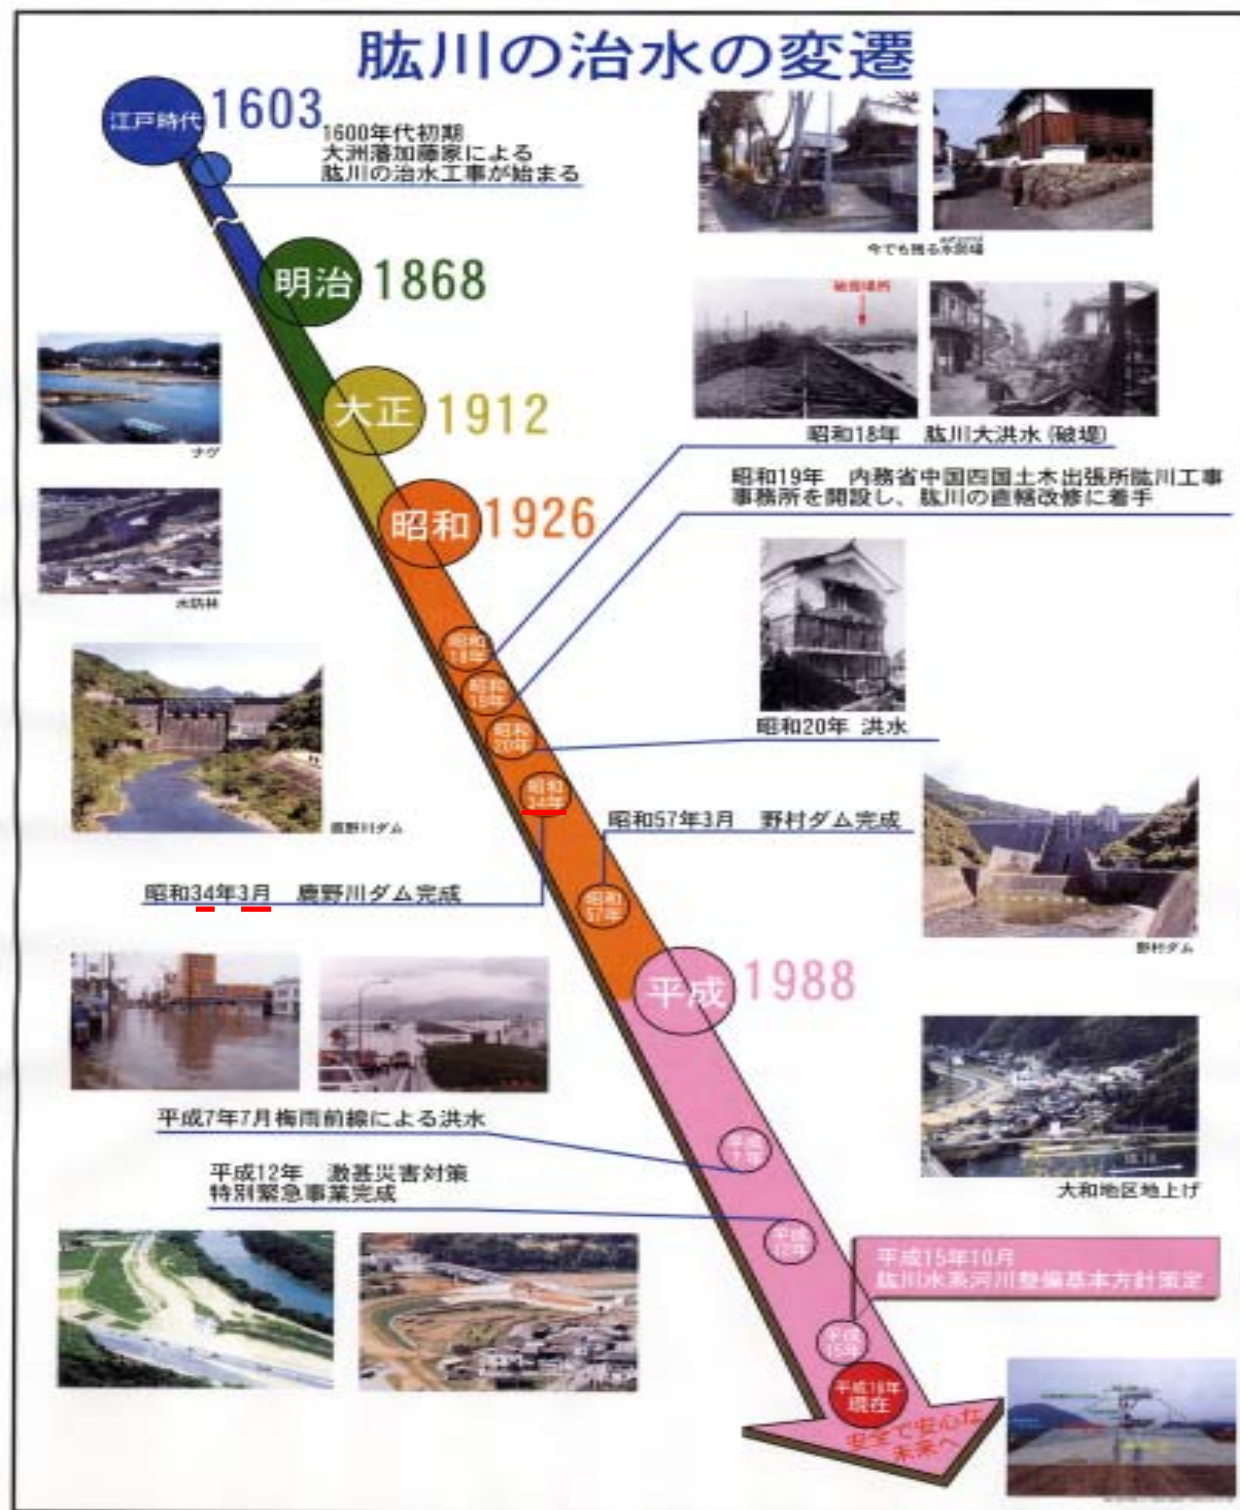 肱川の治水の変遷
江戸時代 1603
1600年代初期
大洲藩加藤家による
肱川の治水工事が始まる
今でも残る水防場
明治 1868
破堤場所
大正 1912
ナゲ
昭和18年 肱川大洪水(破堤)
昭和19年 内務省中国四国土木出張所肱川工事
事務所を開設し、肱川の直轄改修に着手
昭和 1926
水防林
昭和
18年
昭和
19年
昭和
20年
昭和20年 洪水
昭和
34年
鹿野川ダム
昭和57年3月 野村ダム完成
昭和34年3月 鹿野川ダム完成
昭和
57年
野村ダム
平成 1988
平成7年7月梅雨前線による洪水
平成
7年
平成12年 激甚災害対策
特別緊急事業完成
大和地区地上げ
平成
12年
平成15年10月
肱川水系河川整備基本方針策定
平成
15年
平成16年
現在
安全で安心な
未来へ